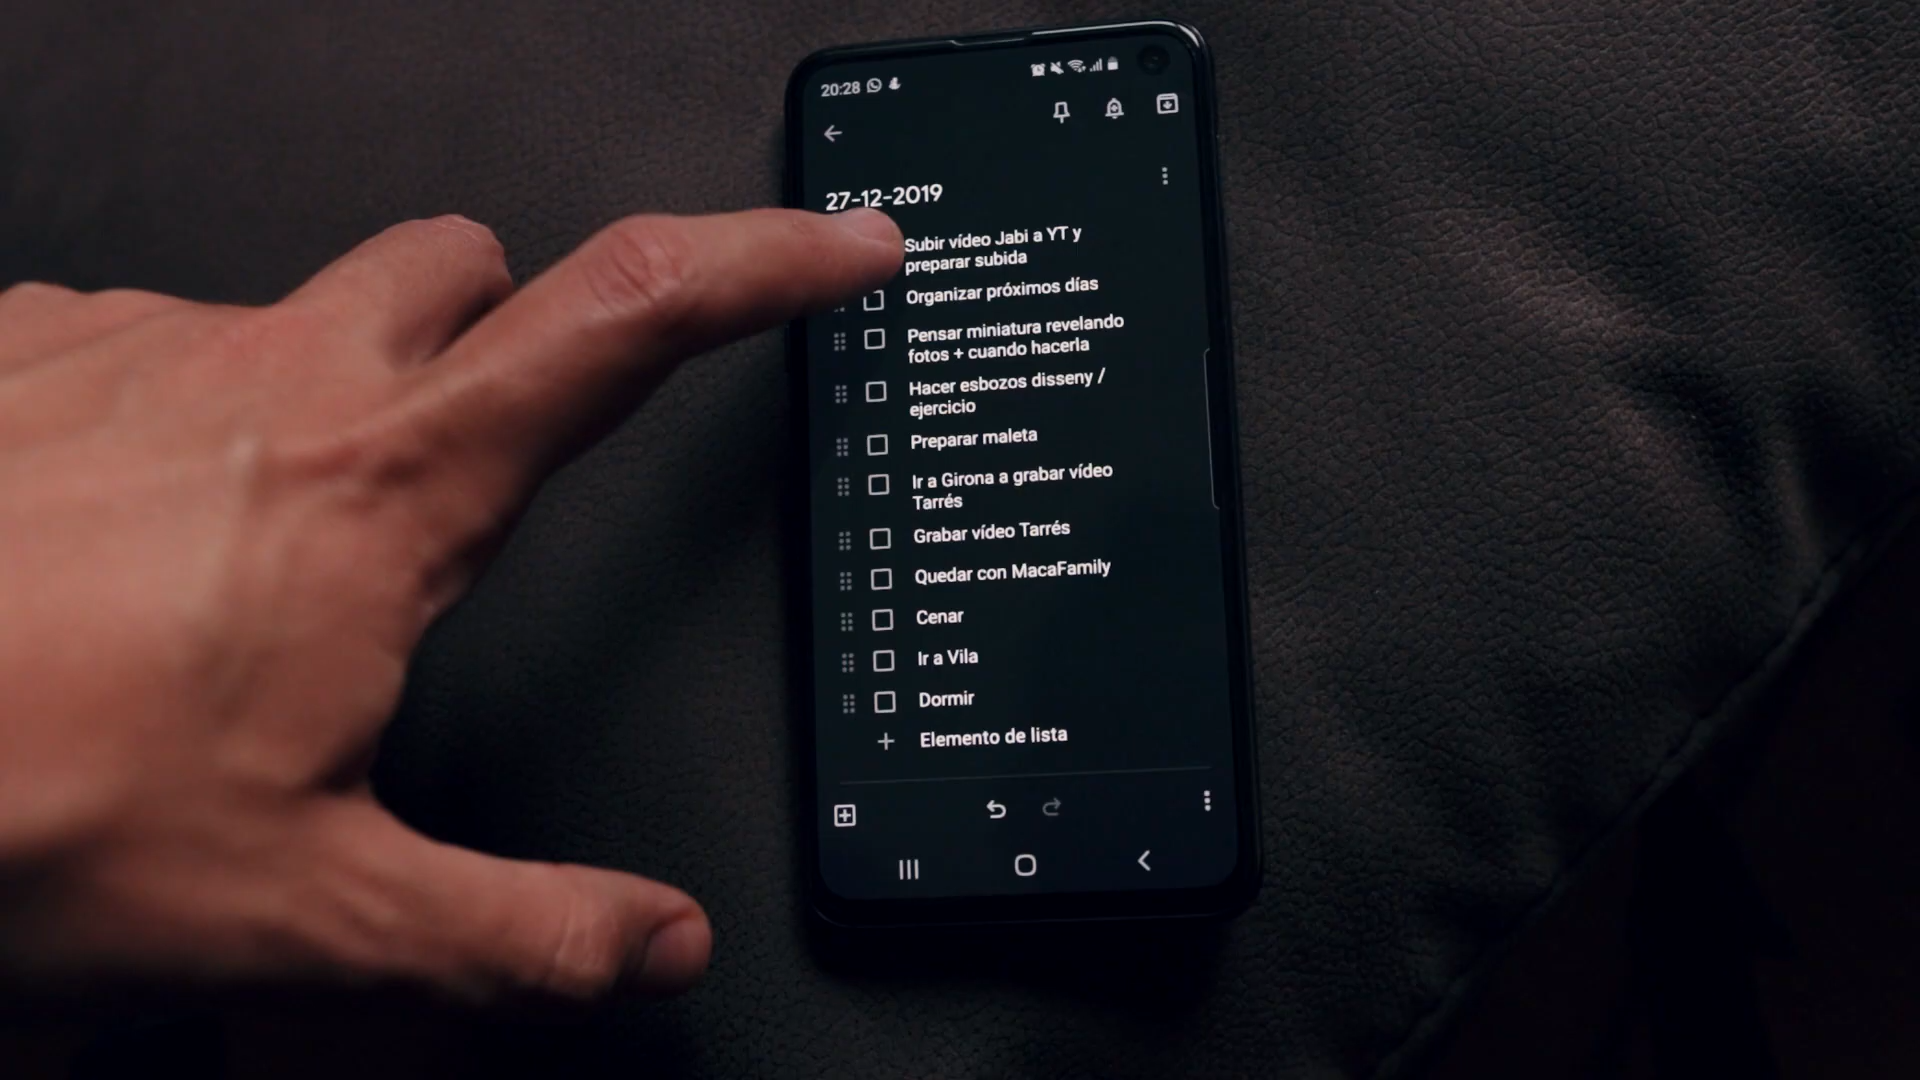 20:28
27-12-2019
Subir vídeo Jabi a YT y
preparar subida
Organizar próximos días
Pensar miniatura revelando
fotos + cuando hacerla
Hacer esbozos disseny /
ejercicio
Preparar maleta
Ir a Girona a grabar vídeo
Tarrés
Grabar vídeo Tarrés
Quedar con MacaFamily
Cenar
Ir a Vila
Dormir
+ Elemento de lista